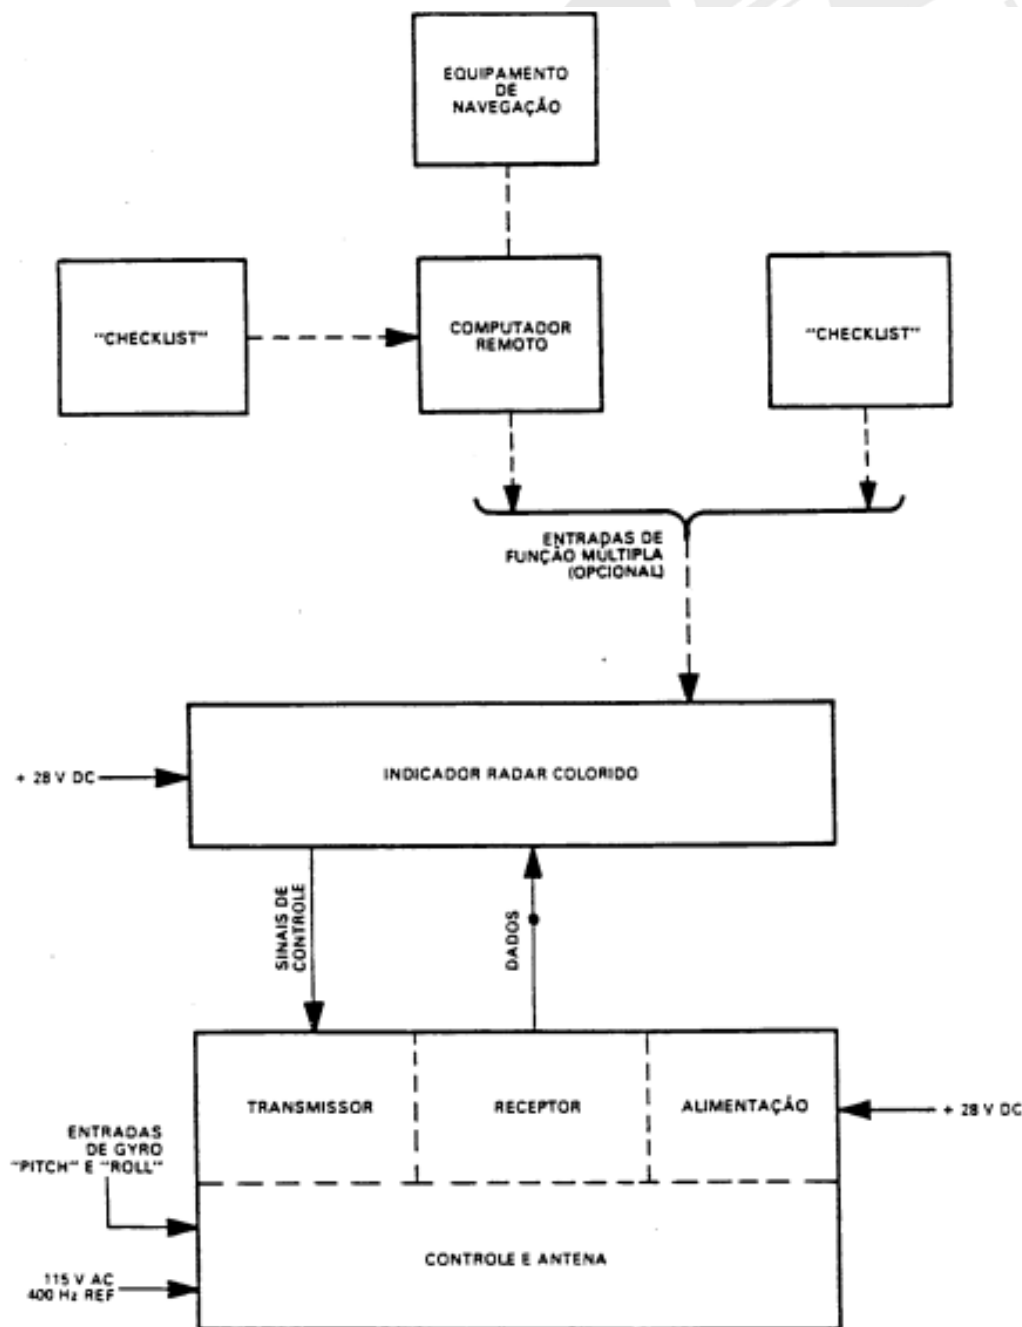 EQUIPAMENTO
DE
NAVEGAÇÃO
"CHECKLIST"
COMPUTADOR
REMOTO
"CHECKLIST"
ENTRADAS DE
FUNÇÃO MÚLTIPLA
(OPCIONAL)
+ 28 V DC
INDICADOR RADAR COLORIDO
SINAIS DE
CONTROLE
DADOS
TRANSMISSOR
RECEPTOR
ALIMENTAÇÃO
+ 28 V DC
ENTRADAS
DE GYRO
"PITCH" E "ROLL"
CONTROLE E ANTENA
115 V AC
400 Hz REF